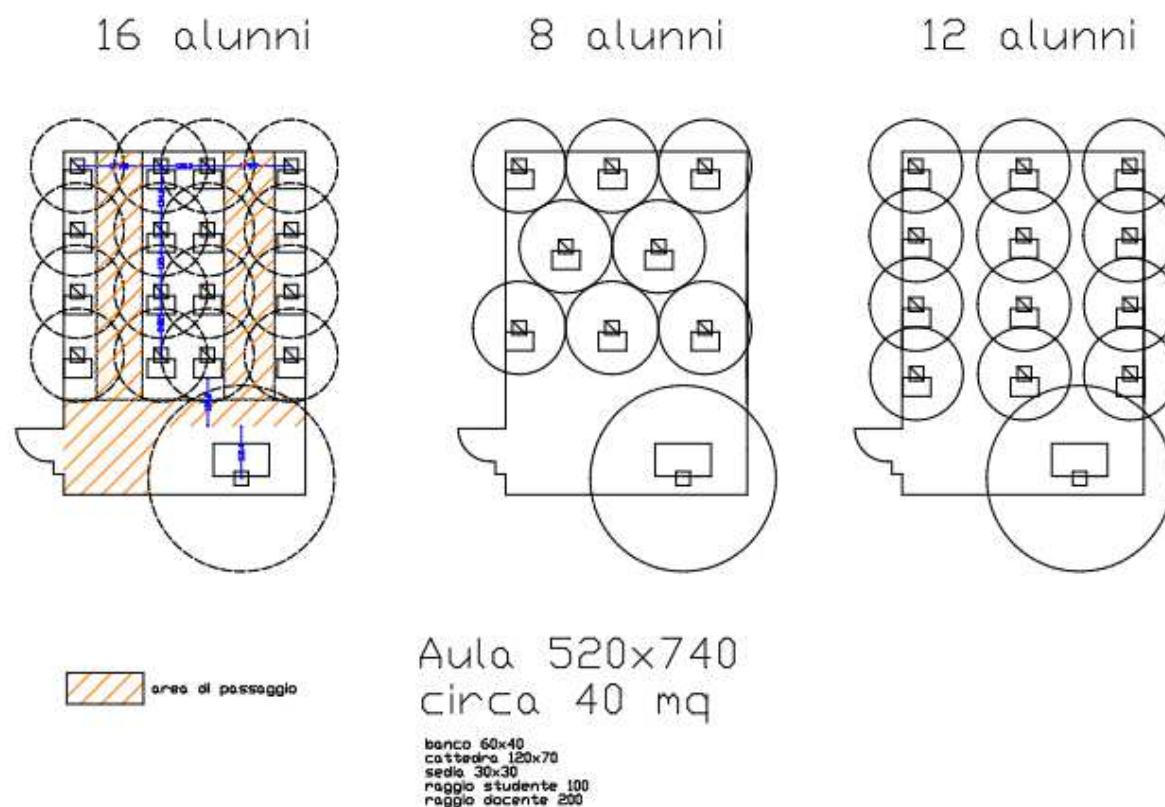 16 alunni
8 alunni
12 alunni
area di passaggio
Aula 520x740
circa 40 mq
banco 60x40
cattedra 120x70
sedia 30x30
raggio studente 100
raggio docente 200